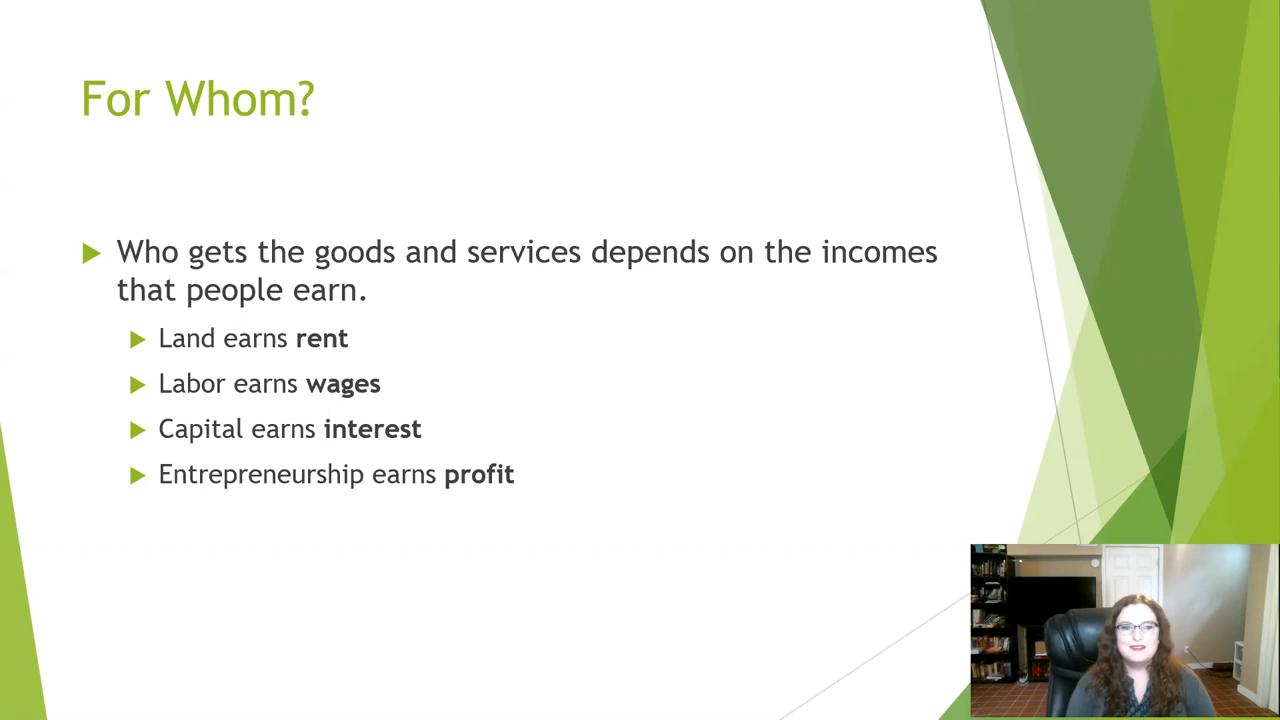 For Whom?
Who gets the goods and services depends on the incomes
that people earn.
Land earns rent
Labor earns wages
Capital earns interest
Entrepreneurship earns profit